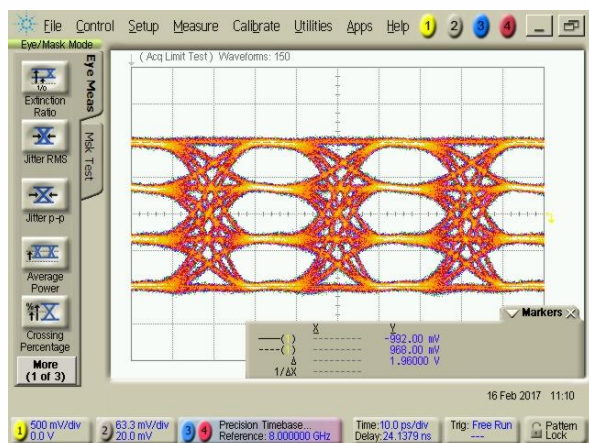 File Control Setup Measure Calibrate Utilities Apps Help 1 2 3 4
Eye/Mask Mode
( Acq Limit Test ) Waveforms: 150
Eye Meas
Msk Test
Extinction
Ratio
Jitter RMS
Jitter p-p
Average
Power
Crossing
Percentage
More
(1 of 3)
Markers
X Y
-992.00 mV
968.00 mV
Δ 1.96000 V
1/ΔX
16 Feb 2017 11:10
1 500 mV/div
0.0 V
2 63.3 mV/div
20.0 mV
3 4 Precision Timebase...
Reference: 8.000000 GHz
Time: 10.0 ps/div
Delay: 24.1379 ns
Trig: Free Run
---
Pattern
Lock